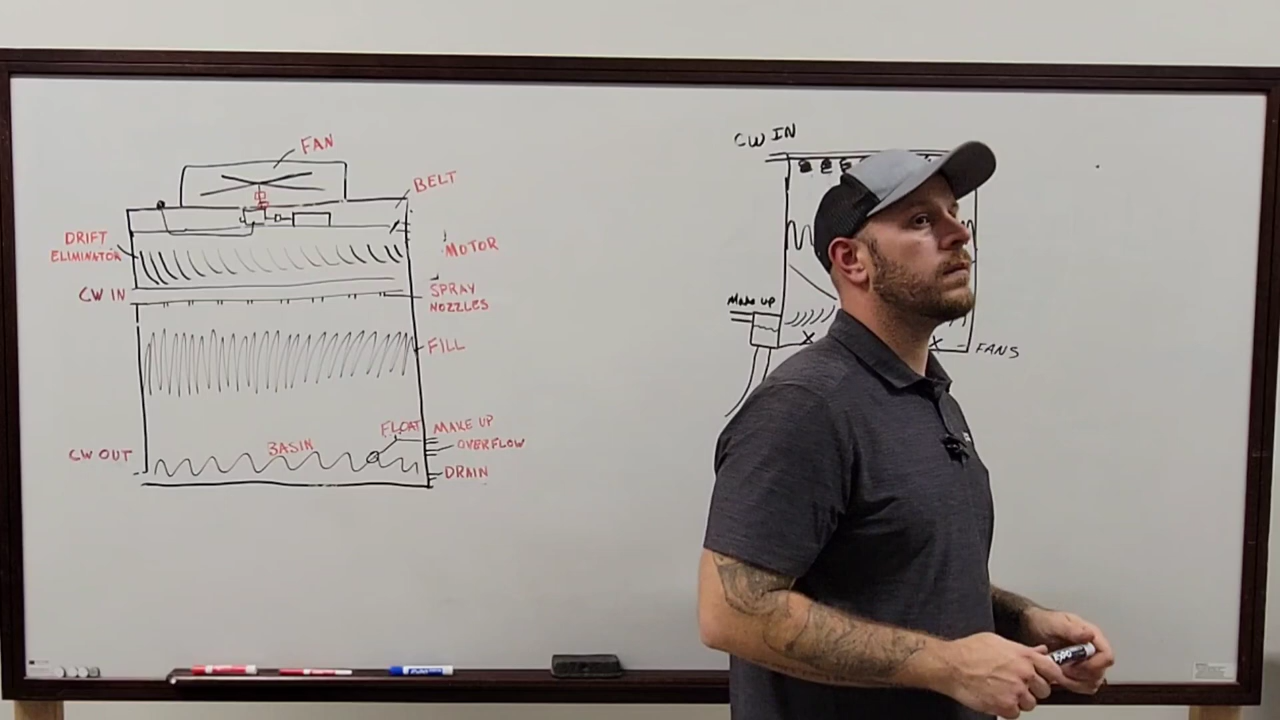 FAN
BELT
DRIFT
ELIMINATOR
MOTOR
CW IN
SPRAY
NOZZLES
FILL
FLOAT
MAKE UP
BASIN
OVERFLOW
CW OUT
DRAIN
CW IN
Make up
FANS
EXPO